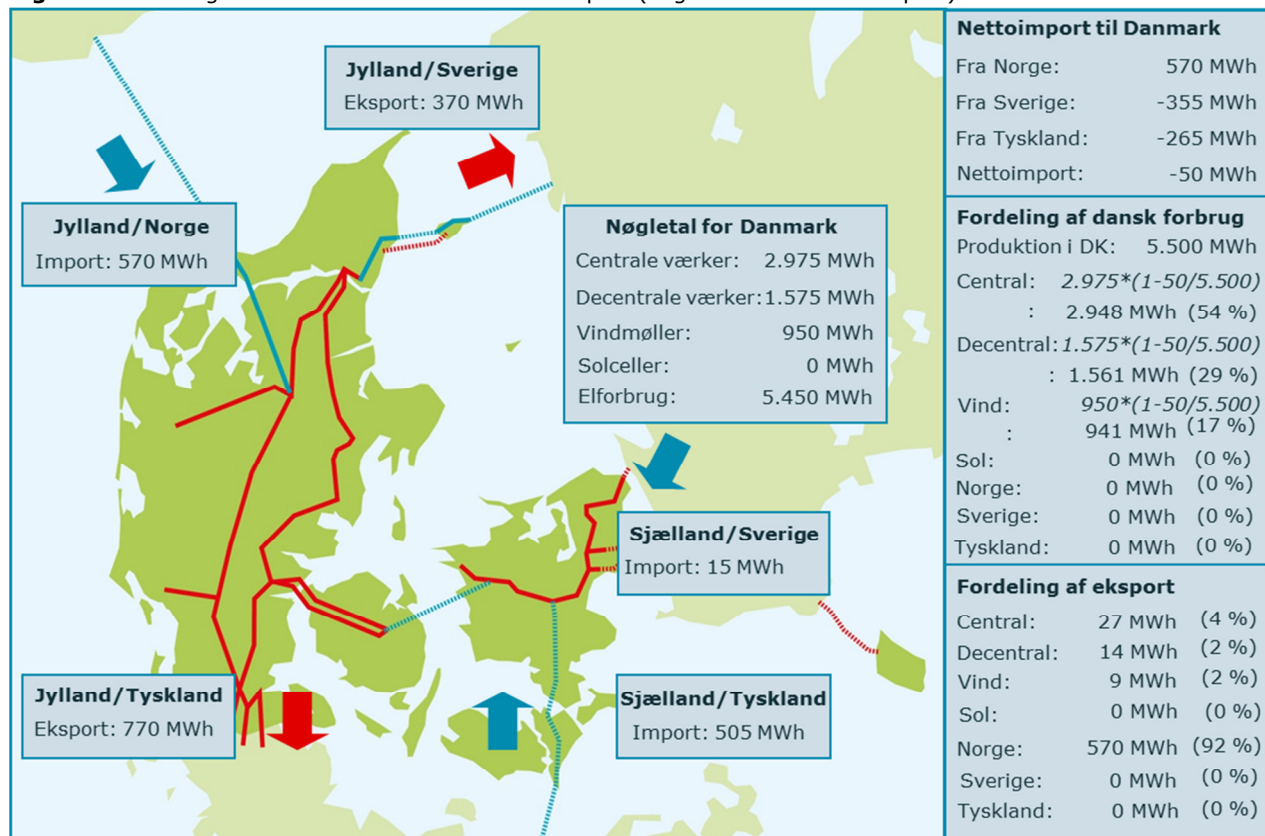 Jylland/Sverige
Eksport: 370 MWh
Jylland/Norge
Import: 570 MWh
Nøgletal for Danmark
Centrale værker: 2.975 MWh
Decentrale værker: 1.575 MWh
Vindmøller: 950 MWh
Solceller: 0 MWh
Elforbrug: 5.450 MWh
Sjælland/Sverige
Import: 15 MWh
Jylland/Tyskland
Eksport: 770 MWh
Sjælland/Tyskland
Import: 505 MWh
Nettoimport til Danmark
Fra Norge: 570 MWh
Fra Sverige: -355 MWh
Fra Tyskland: -265 MWh
Nettoimport: -50 MWh
Fordeling af dansk forbrug
Produktion i DK: 5.500 MWh
Central: 2.975*(1-50/5.500)
: 2.948 MWh (54 %)
Decentral: 1.575*(1-50/5.500)
: 1.561 MWh (29 %)
Vind: 950*(1-50/5.500)
: 941 MWh (17 %)
Sol: 0 MWh (0 %)
Norge: 0 MWh (0 %)
Sverige: 0 MWh (0 %)
Tyskland: 0 MWh (0 %)
Fordeling af eksport
Central: 27 MWh (4 %)
Decentral: 14 MWh (2 %)
Vind: 9 MWh (2 %)
Sol: 0 MWh (0 %)
Norge: 570 MWh (92 %)
Sverige: 0 MWh (0 %)
Tyskland: 0 MWh (0 %)